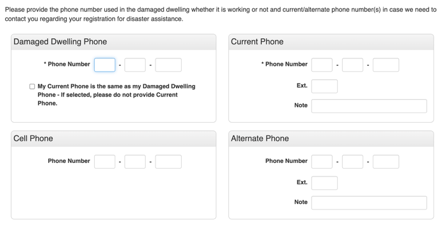 Please provide the phone number used in the damaged dwelling whether it is working or not and current/alternate phone number(s) in case we need to
contact you regarding your registration for disaster assistance.
Damaged Dwelling Phone
* Phone Number - -
My Current Phone is the same as my Damaged Dwelling
Phone - If selected, please do not provide Current
Phone.
Current Phone
* Phone Number - -
Ext.
Note
Cell Phone
Phone Number - -
Alternate Phone
Phone Number - -
Ext.
Note